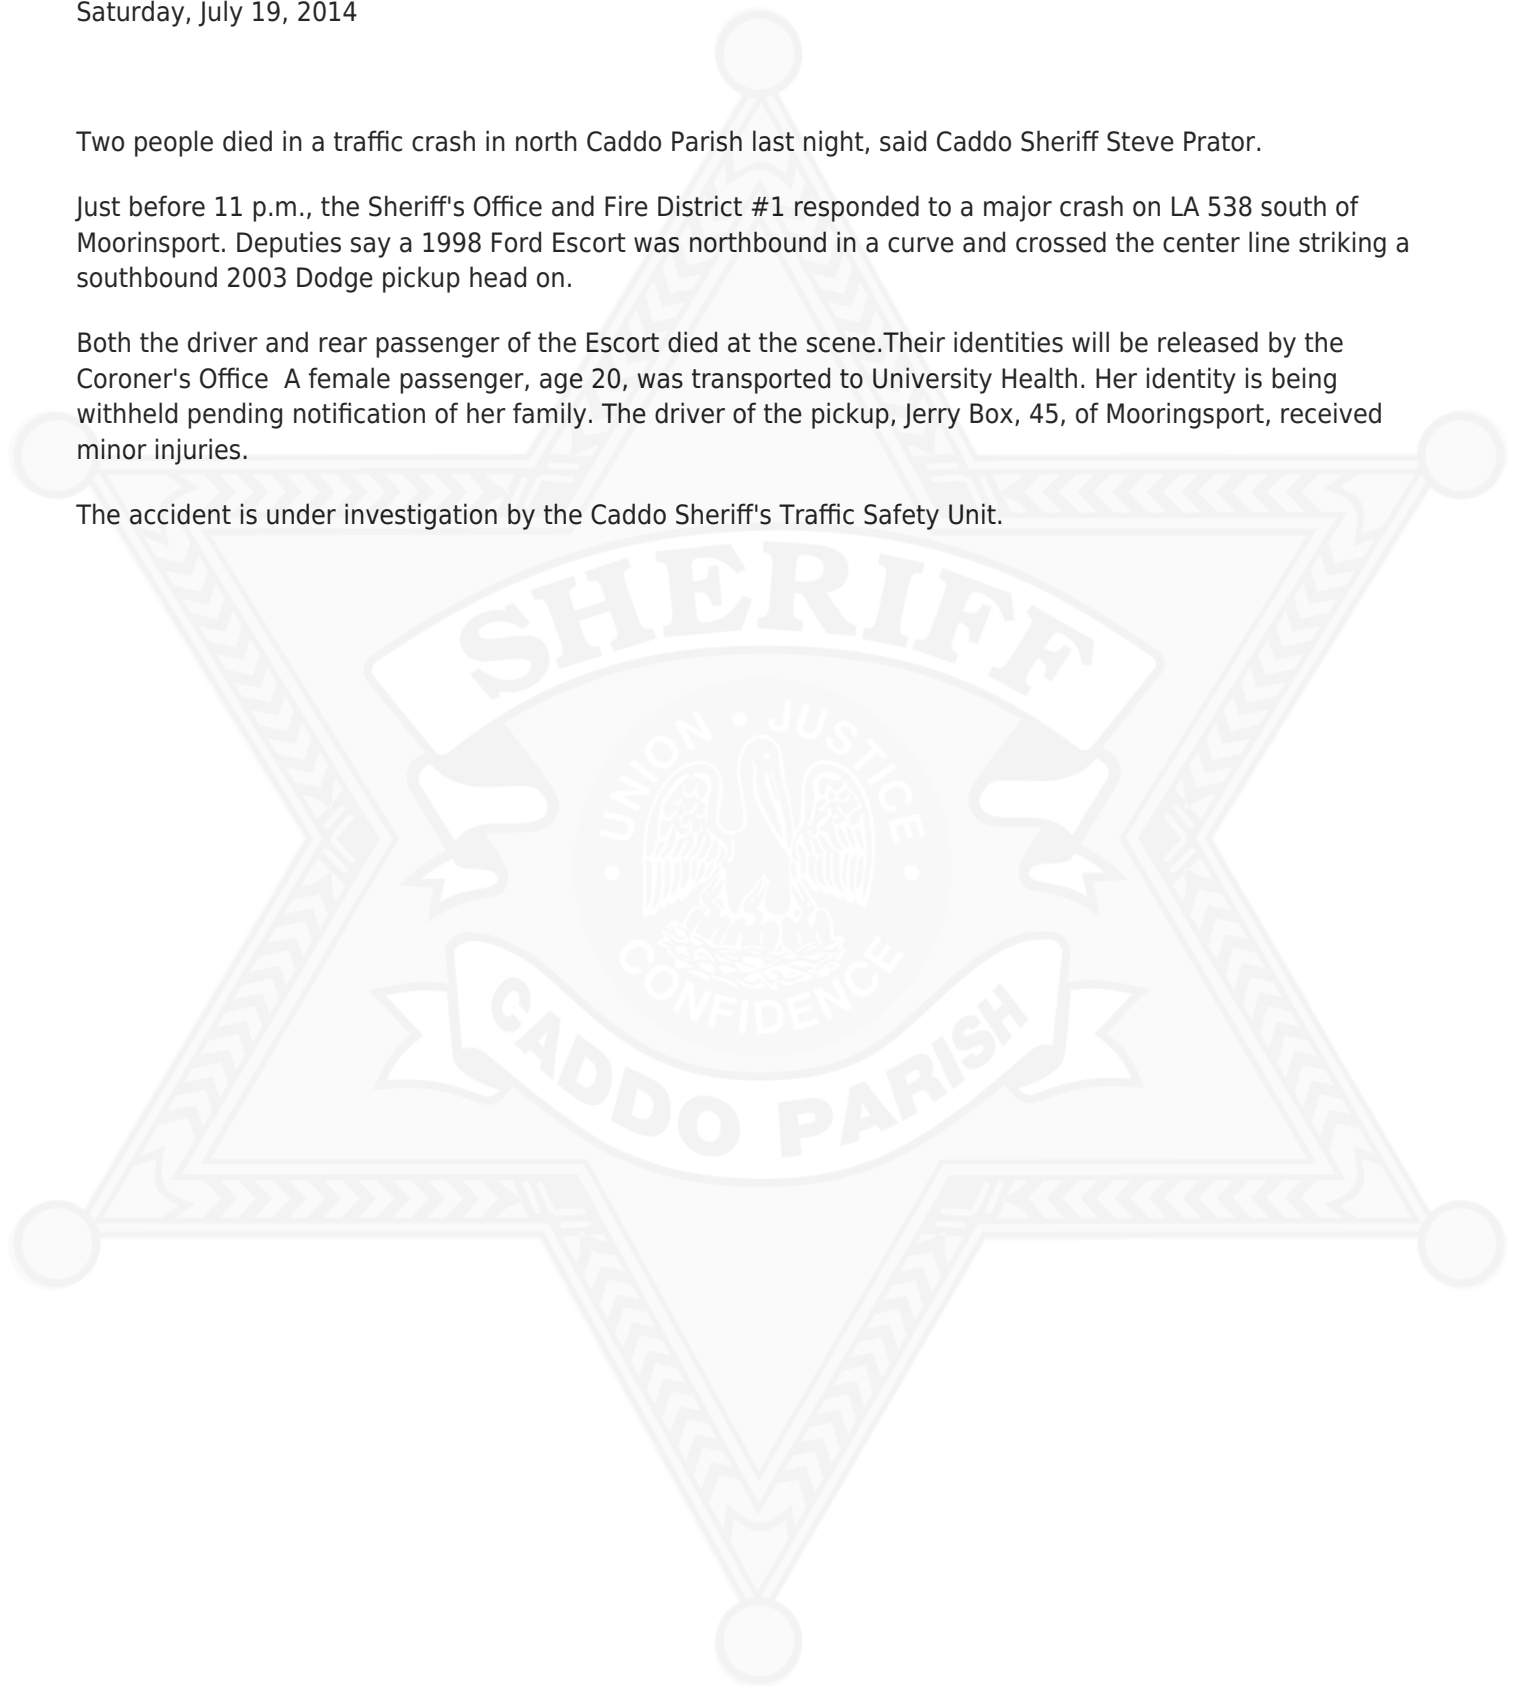 Saturday, July 19, 2014
Two people died in a traffic crash in north Caddo Parish last night, said Caddo Sheriff Steve Prator.
Just before 11 p.m., the Sheriff's Office and Fire District #1 responded to a major crash on LA 538 south of
Moorinsport. Deputies say a 1998 Ford Escort was northbound in a curve and crossed the center line striking a
southbound 2003 Dodge pickup head on.
Both the driver and rear passenger of the Escort died at the scene.Their identities will be released by the
Coroner's Office  A female passenger, age 20, was transported to University Health. Her identity is being
withheld pending notification of her family. The driver of the pickup, Jerry Box, 45, of Mooringsport, received
minor injuries.
The accident is under investigation by the Caddo Sheriff's Traffic Safety Unit.
SHERIFF
UNION • JUSTICE •
• CONFIDENCE
CADDO PARISH